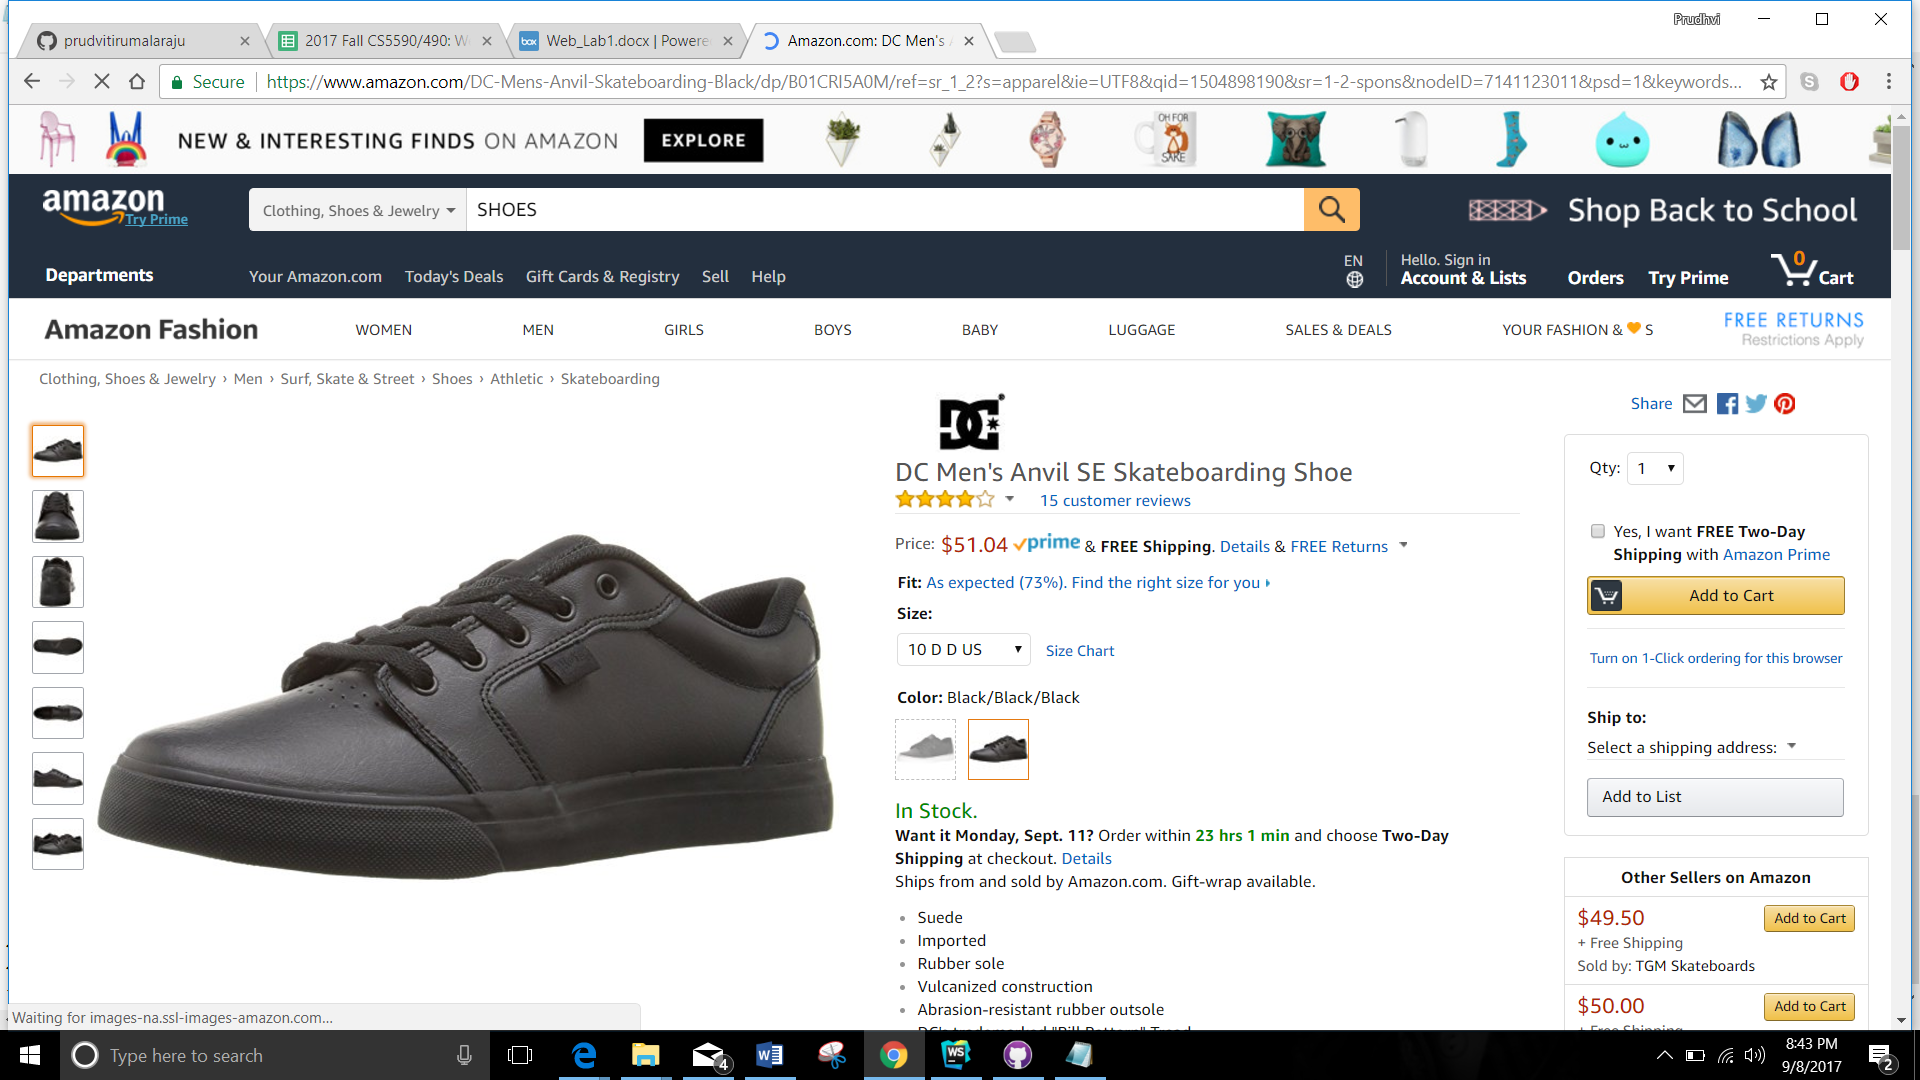 Prudhvi
prudvitirumalaraju
2017 Fall CS5590/490: W
Web_Lab1.docx | Powere
Amazon.com: DC Men's
Secure
https://www.amazon.com/DC-Mens-Anvil-Skateboarding-Black/dp/B01CRI5A0M/ref=sr_1_2?s=apparel&ie=UTF8&qid=1504898190&sr=1-2-spons&nodeID=7141123011&psd=1&keywords...
NEW & INTERESTING FINDS ON AMAZON
EXPLORE
OH FOR
SAKE
amazon
Try Prime
Clothing, Shoes & Jewelry
SHOES
Shop Back to School
Departments
Your Amazon.com
Today's Deals
Gift Cards & Registry
Sell
Help
EN
Hello. Sign in
Account & Lists
Orders
Try Prime
0
Cart
Amazon Fashion
WOMEN
MEN
GIRLS
BOYS
BABY
LUGGAGE
SALES & DEALS
YOUR FASHION & 🧡 S
FREE RETURNS
Restrictions Apply
Clothing, Shoes & Jewelry › Men › Surf, Skate & Street › Shoes › Athletic › Skateboarding
DC
DC Men's Anvil SE Skateboarding Shoe
15 customer reviews
Price: $51.04 prime & FREE Shipping. Details & FREE Returns
Fit: As expected (73%). Find the right size for you
Size:
10 D D US
Size Chart
Color: Black/Black/Black
In Stock.
Want it Monday, Sept. 11? Order within 23 hrs 1 min and choose Two-Day
Shipping at checkout. Details
Ships from and sold by Amazon.com. Gift-wrap available.
• Suede
• Imported
• Rubber sole
• Vulcanized construction
• Abrasion-resistant rubber outsole
• DC's trademarked "Pill Pattern" Tread
Share
Qty: 1
Yes, I want FREE Two-Day
Shipping with Amazon Prime
Add to Cart
Turn on 1-Click ordering for this browser
Ship to:
Select a shipping address:
Add to List
Other Sellers on Amazon
$49.50
Add to Cart
+ Free Shipping
Sold by: TGM Skateboards
$50.00
Add to Cart
+ Free Shipping
Waiting for images-na.ssl-images-amazon.com...
Type here to search
4
WS
8:43 PM
9/8/2017
2